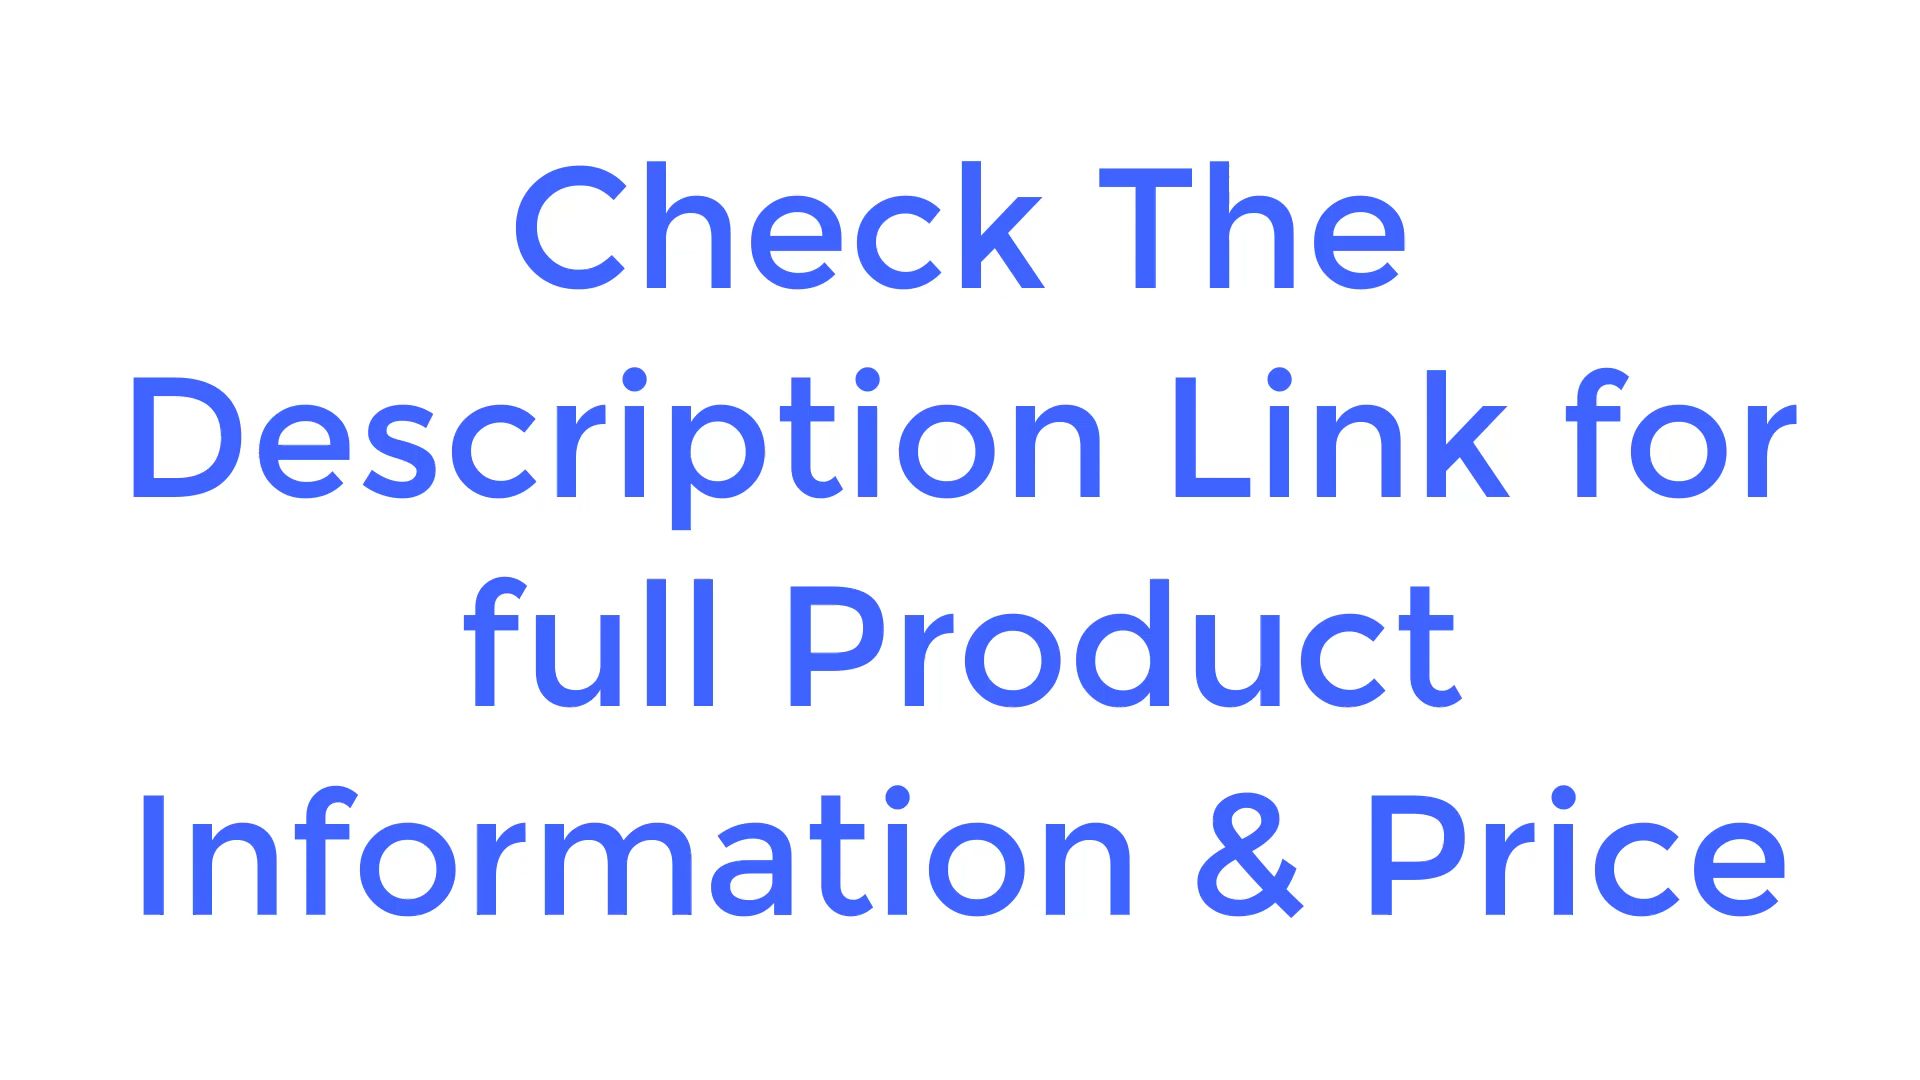 Check The
Description Link for
full Product
Information & Price